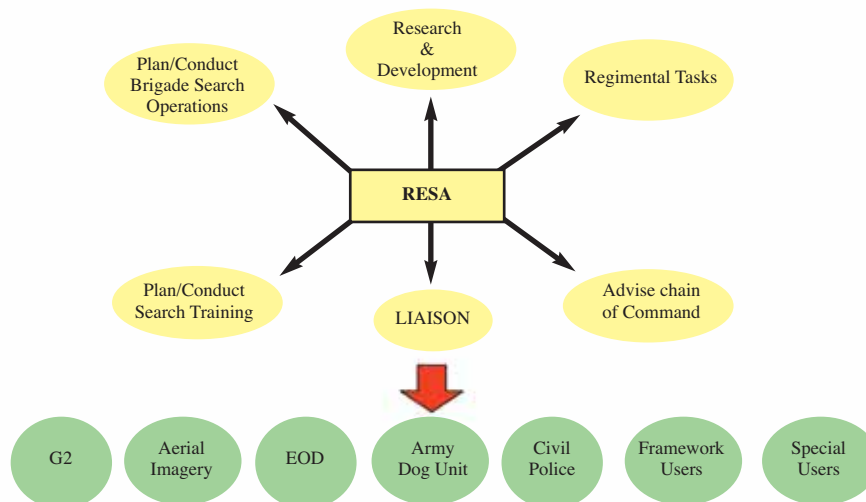 Research
&
Development
Plan/Conduct
Brigade Search
Operations
Regimental Tasks
RESA
Plan/Conduct
Search Training
LIAISON
Advise chain
of Command
G2
Aerial
Imagery
EOD
Army
Dog Unit
Civil
Police
Framework
Users
Special
Users